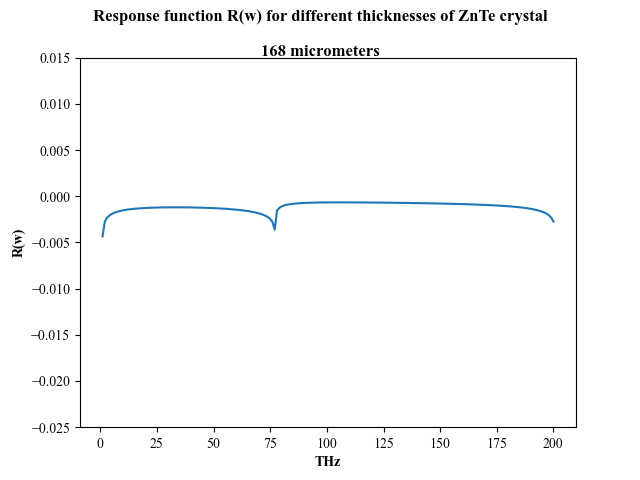 Response function R(w) for different thicknesses of ZnTe crystal
168 micrometers
0.015
0.010
0.005
0.000
−0.005
−0.010
−0.015
−0.020
−0.025
R(w)
0 25 50 75 100 125 150 175 200
THz